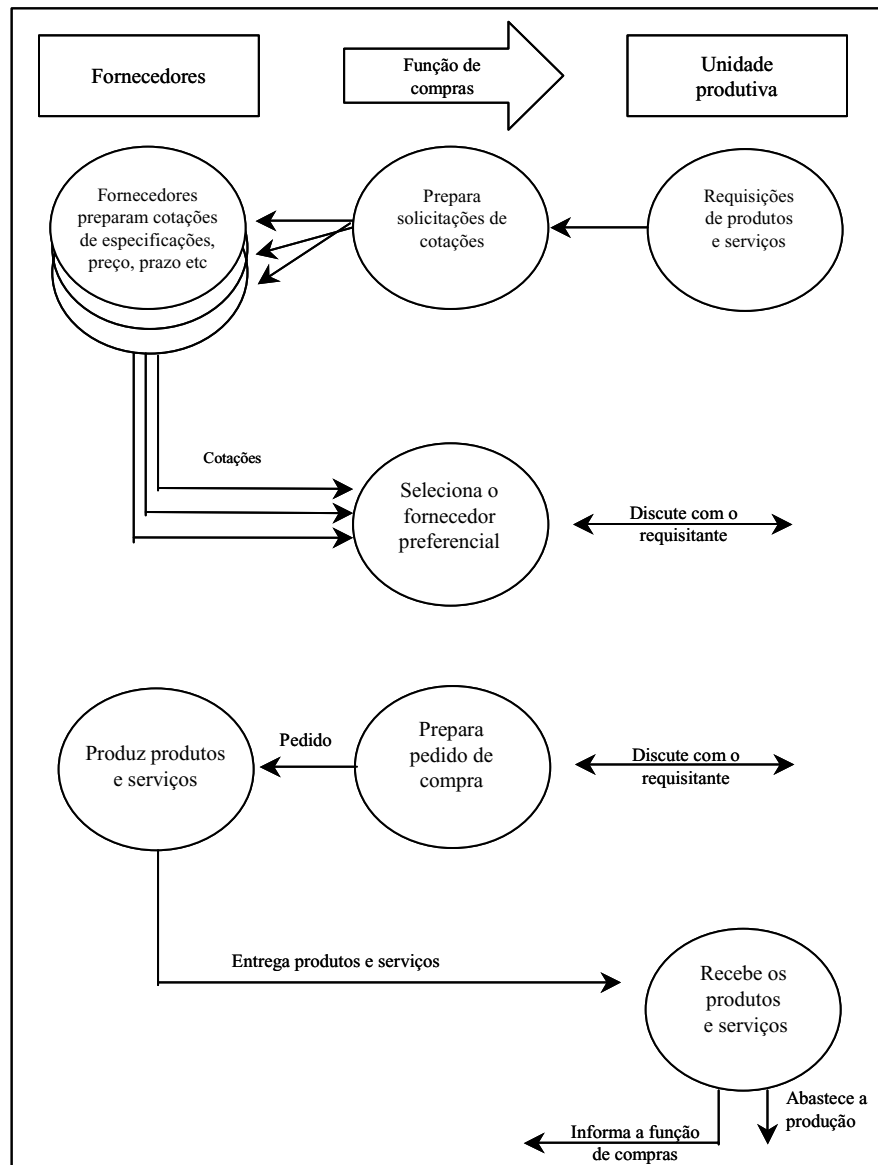 Fornecedores
Função de
compras
Unidade
produtiva
Fornecedores
preparam cotações
de especificações,
preço, prazo etc
Prepara
solicitações de
cotações
Requisições
de produtos
e serviços
Cotações
Seleciona o
fornecedor
preferencial
Discute com o
requisitante
Produz produtos
e serviços
Pedido
Prepara
pedido de
compra
Discute com o
requisitante
Entrega produtos e serviços
Recebe os
produtos
e serviços
Abastece a
produção
Informa a função
de compras